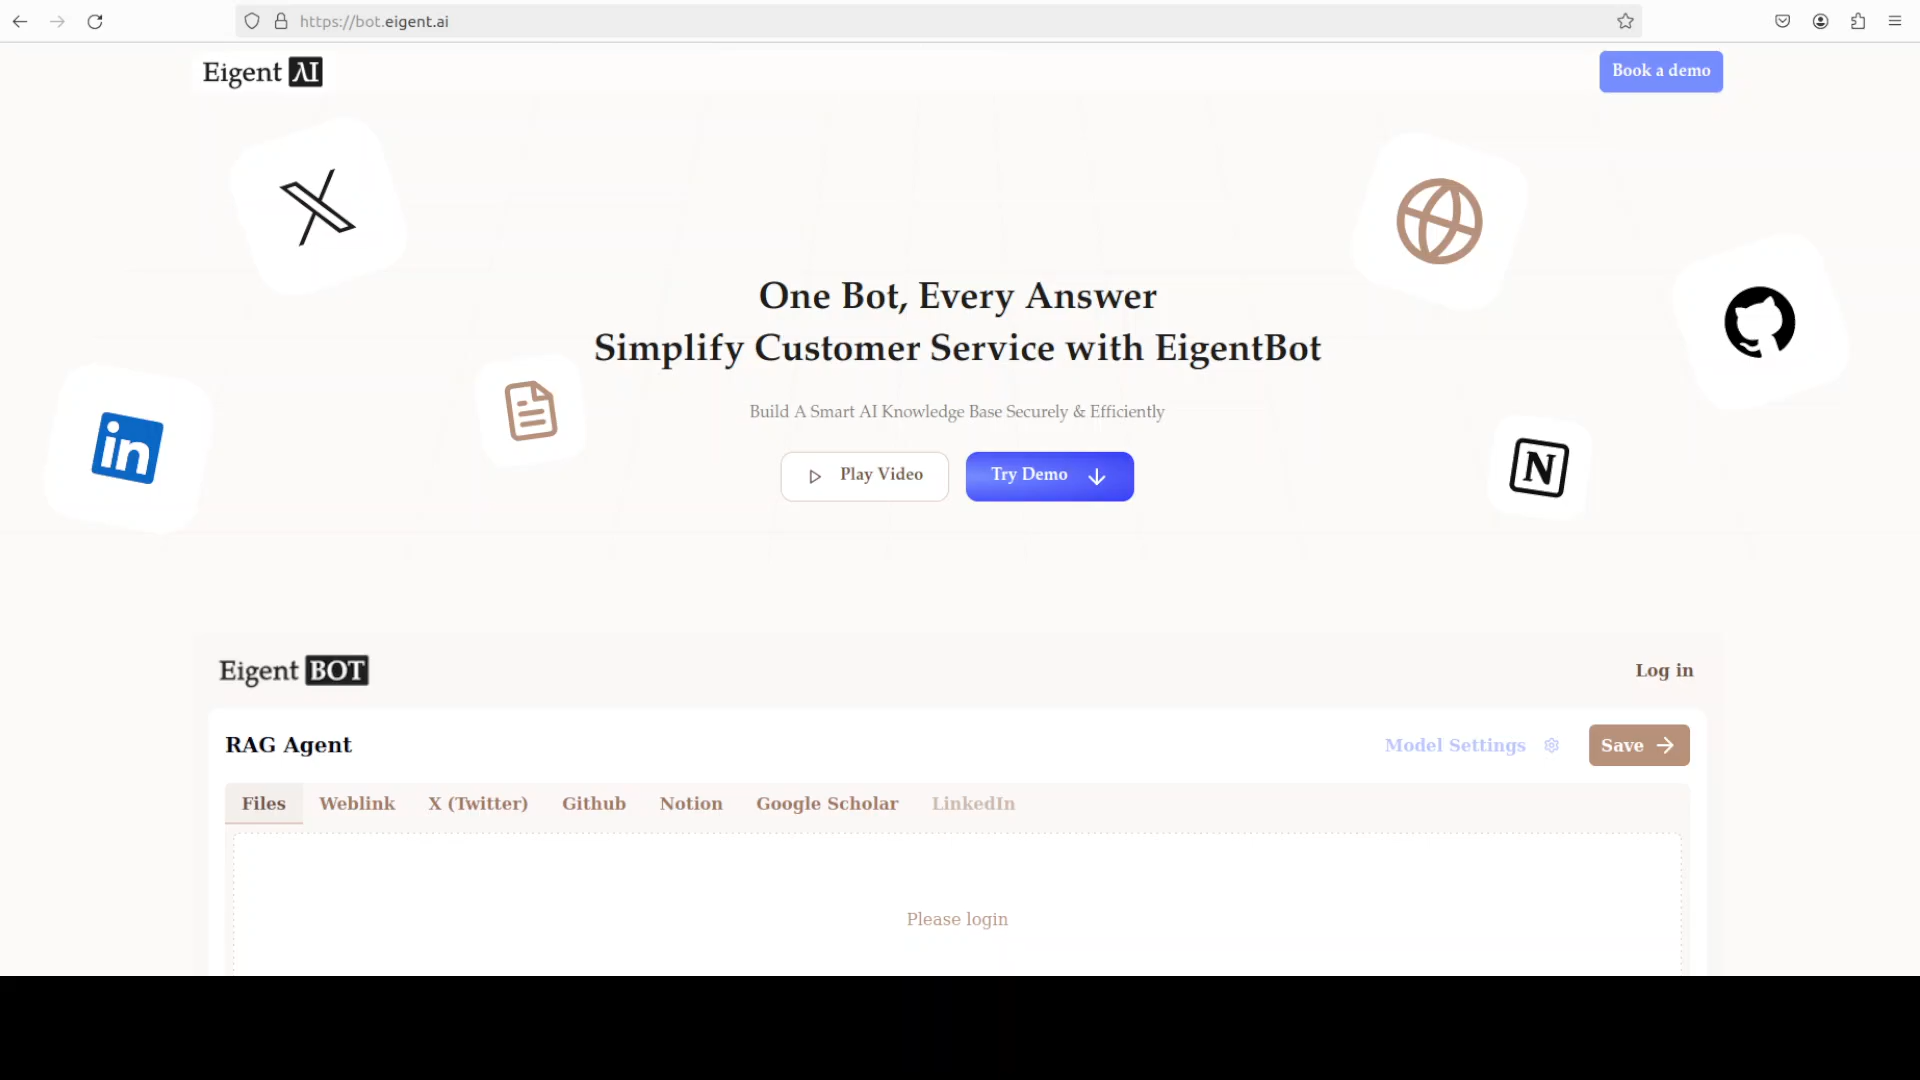 https://bot.eigent.ai
Eigent AI
Book a demo
One Bot, Every Answer
Simplify Customer Service with EigentBot
in
N
Build A Smart AI Knowledge Base Securely & Efficiently
Play Video
Try Demo
Eigent BOT
Log in
RAG Agent
Model Settings
Save
Files Weblink X (Twitter) Github Notion Google Scholar LinkedIn
Please login